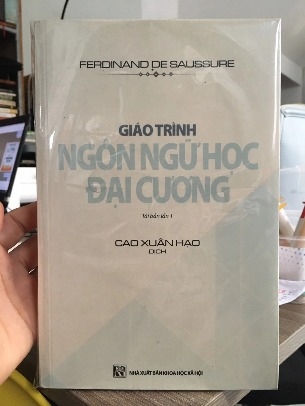 FERDINAND DE SAUSSURE
GIÁO TRÌNH
NGÔN NGỮ HỌC
ĐẠI CƯƠNG
Tái bản lần 1
CAO XUÂN HẠO
DỊCH
NHÀ XUẤT BẢN KHOA HỌC XÃ HỘI